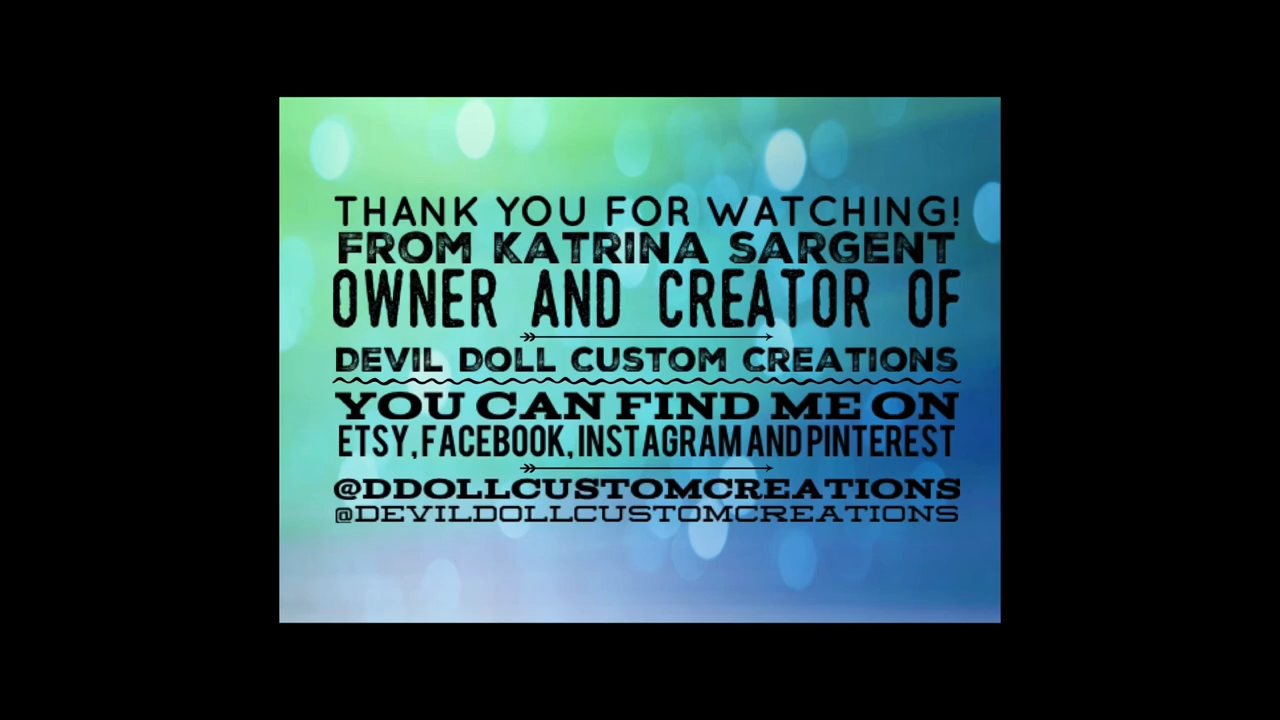 THANK YOU FOR WATCHING!
FROM KATRINA SARGENT
OWNER AND CREATOR OF
DEVIL DOLL CUSTOM CREATIONS
YOU CAN FIND ME ON
ETSY, FACEBOOK, INSTAGRAM AND PINTEREST
@DDOLLCUSTOMCREATIONS
@DEVILDOLLCUSTOMCREATIONS